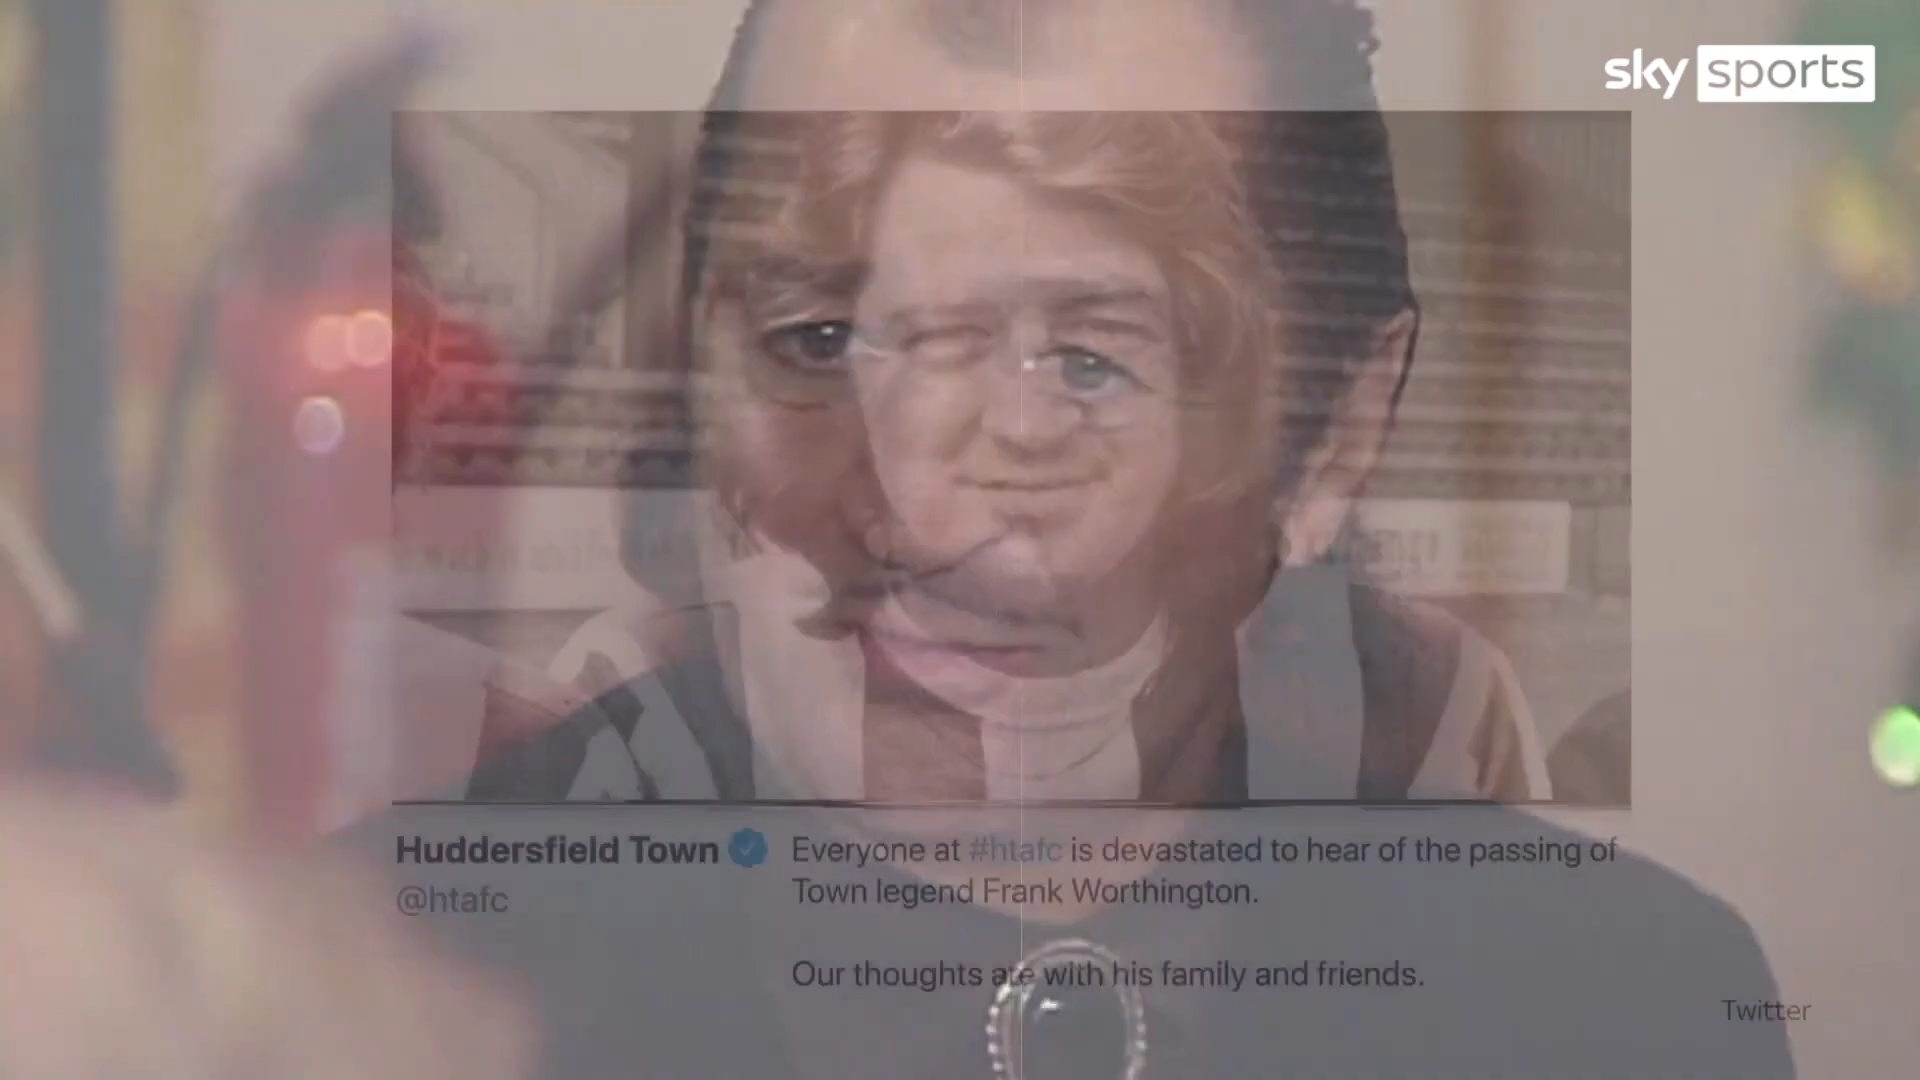 sky sports
Huddersfield Town
@htafc
Everyone at #htafc is devastated to hear of the passing of
Town legend Frank Worthington.
Our thoughts are with his family and friends.
Twitter